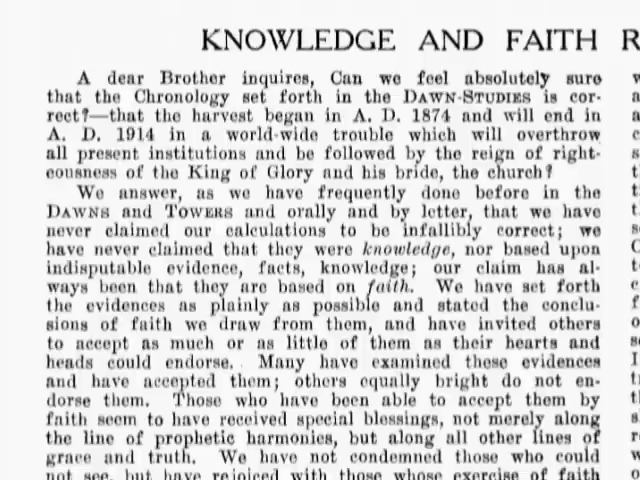 KNOWLEDGE AND FAITH R
A dear Brother inquires, Can we feel absolutely sure
that the Chronology set forth in the DAWN-STUDIES is cor-
rect?—that the harvest began in A. D. 1874 and will end in
A. D. 1914 in a world-wide trouble which will overthrow
all present institutions and be followed by the reign of right-
eousness of the King of Glory and his bride, the church?
We answer, as we have frequently done before in the
DAWNS and TOWERS and orally and by letter, that we have
never claimed our calculations to be infallibly correct; we
have never claimed that they were knowledge, nor based upon
indisputable evidence, facts, knowledge; our claim has al-
ways been that they are based on faith. We have set forth
the evidences as plainly as possible and stated the conclu-
sions of faith we draw from them, and have invited others
to accept as much or as little of them as their hearts and
heads could endorse. Many have examined these evidences
and have accepted them; others equally bright do not en-
dorse them. Those who have been able to accept them by
faith seem to have received special blessings, not merely along
the line of prophetic harmonies, but along all other lines of
grace and truth. We have not condemned those who could
not see, but have rejoiced with those whose exercise of faith